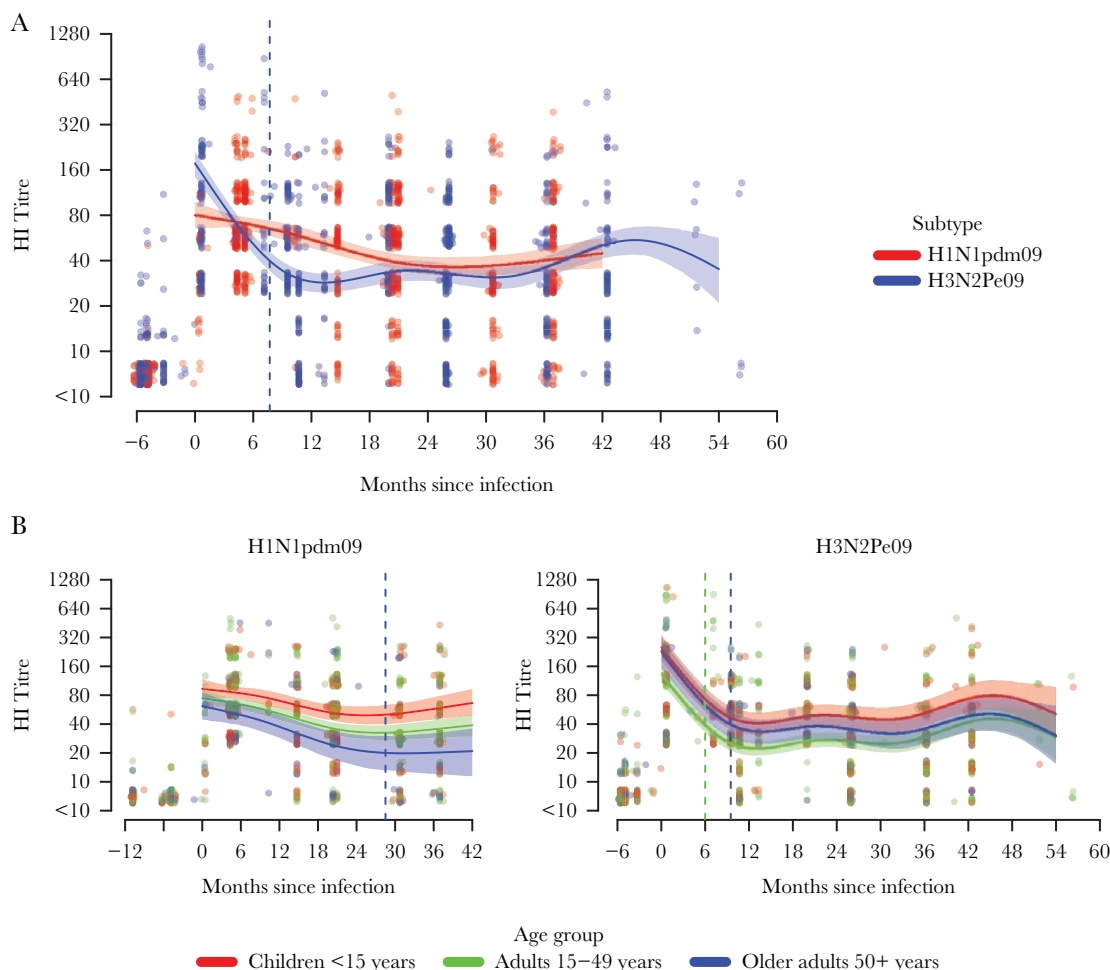 A
1280
640
320
160
80
40
20
10
<10
HI Titre
−6 0 6 12 18 24 30 36 42 48 54 60
Months since infection
Subtype
H1N1pdm09
H3N2Pe09
B
H1N1pdm09
1280
640
320
160
80
40
20
10
<10
HI Titre
−12 0 6 12 18 24 30 36 42
Months since infection
H3N2Pe09
1280
640
320
160
80
40
20
10
<10
HI Titre
−6 0 6 12 18 24 30 36 42 48 54 60
Months since infection
Age group
Children <15 years Adults 15−49 years Older adults 50+ years